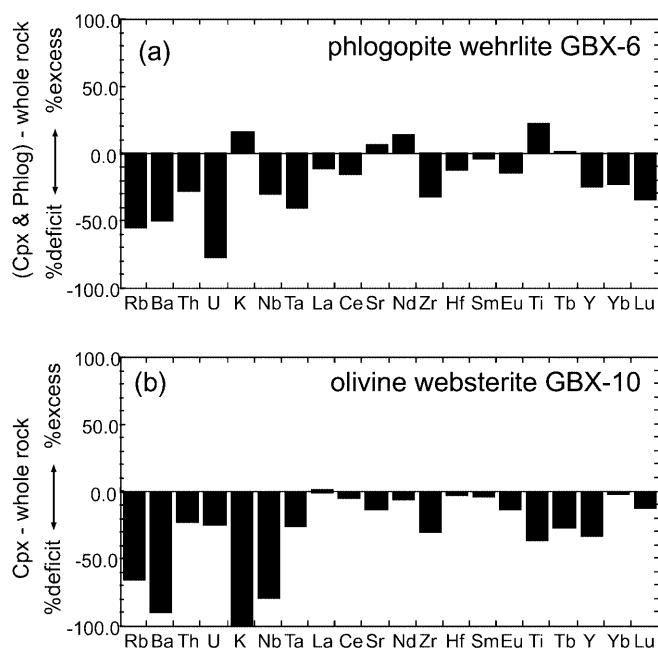 (a)
phlogopite wehrlite GBX-6
(Cpx & Phlog) - whole rock
%deficit %excess
100.0
50.0
0.0
-50.0
-100.0
Rb Ba Th U K Nb Ta La Ce Sr Nd Zr Hf Sm Eu Ti Tb Y Yb Lu
(b)
olivine websterite GBX-10
Cpx - whole rock
%deficit %excess
100.0
50.0
0.0
-50.0
-100.0
Rb Ba Th U K Nb Ta La Ce Sr Nd Zr Hf Sm Eu Ti Tb Y Yb Lu